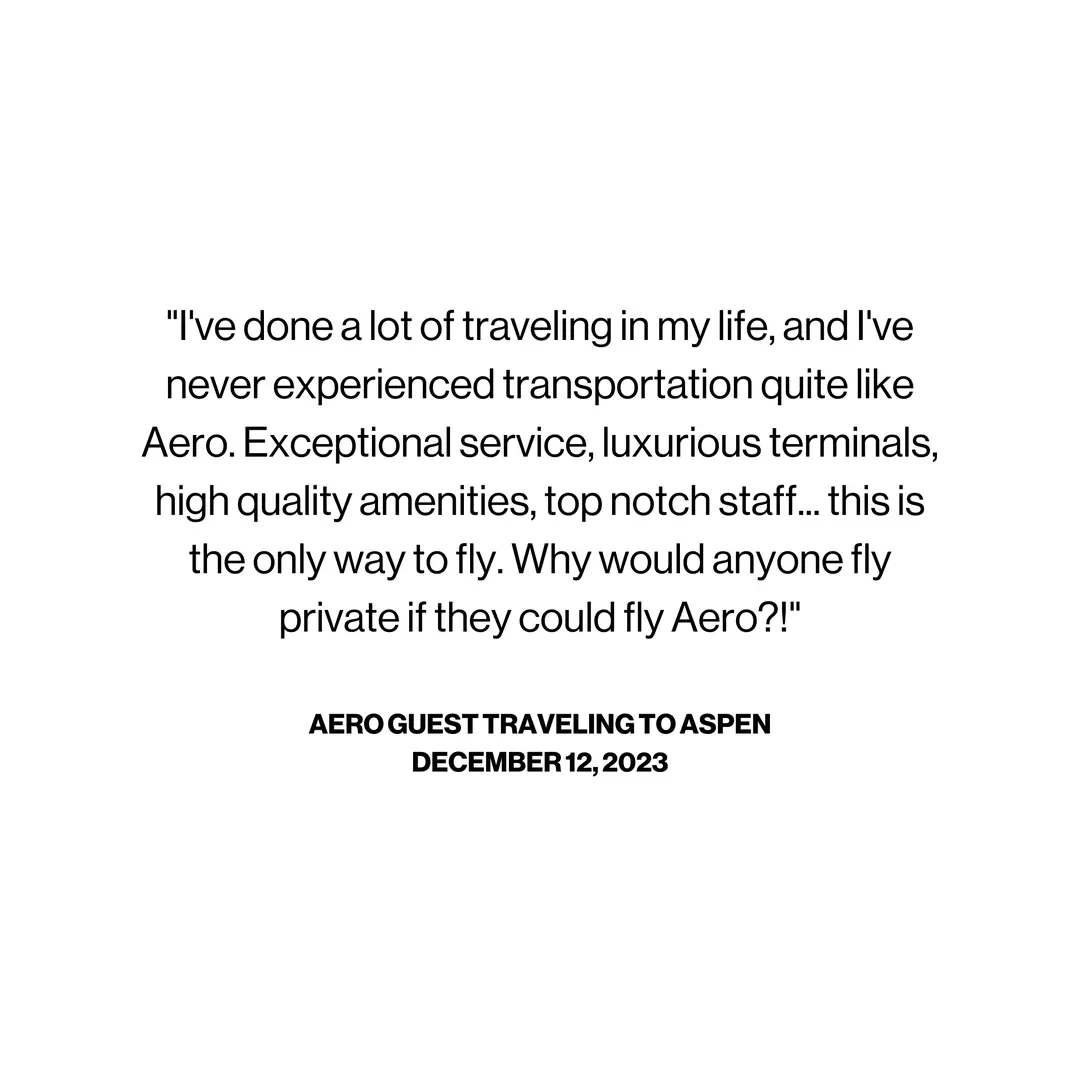 "I've done a lot of traveling in my life, and I've
never experienced transportation quite like
Aero. Exceptional service, luxurious terminals,
high quality amenities, top notch staff... this is
the only way to fly. Why would anyone fly
private if they could fly Aero?!"
AERO GUEST TRAVELING TO ASPEN
DECEMBER 12, 2023